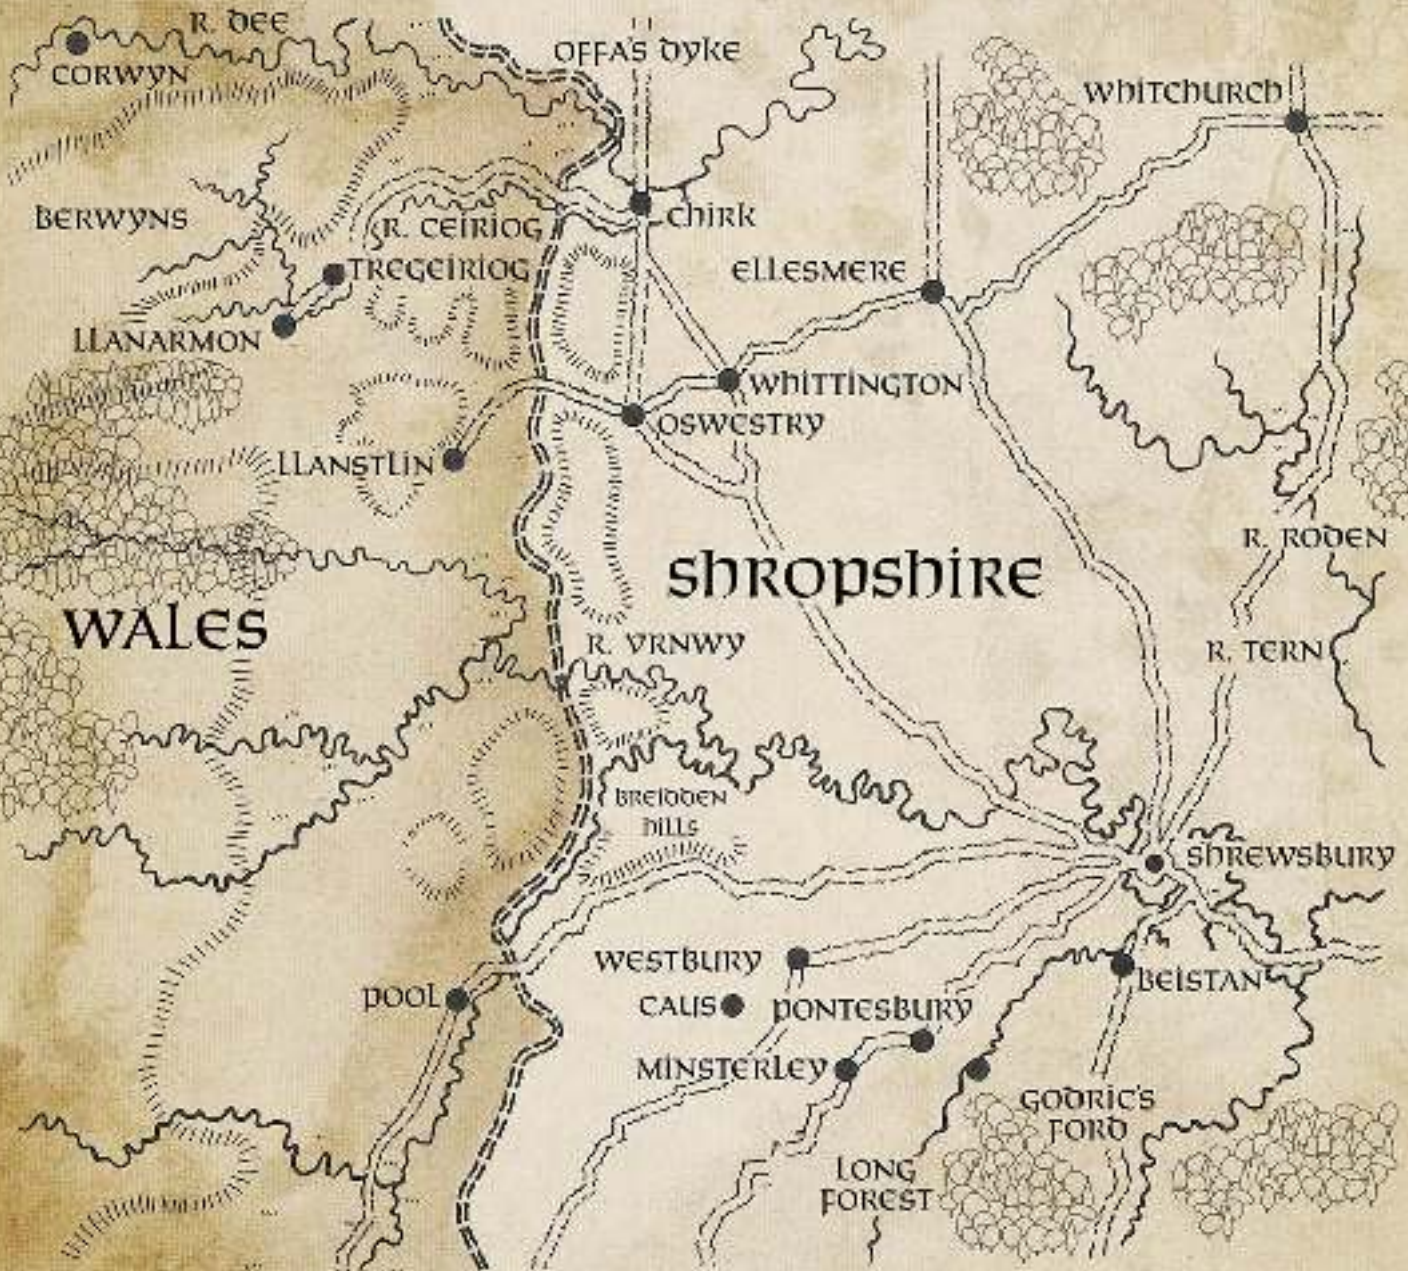 R. DEE
OFFA'S DYKE
CORWYN
WHITCHURCH
BERWYNS
R. CEIRIOG
CHIRK
TREGEIRIOG
ELLESMERE
LLANARMON
WHITTINGTON
OSWESTRY
LLANSTLIN
R. RODEN
SHROPSHIRE
WALES
R. VRNWY
R. TERN
BREIDDEN
HILLS
SHREWSBURY
WESTBURY
BEISTAN
POOL
CAUS
PONTESBURY
MINSTERLEY
GODRIC'S
FORD
LONG
FOREST